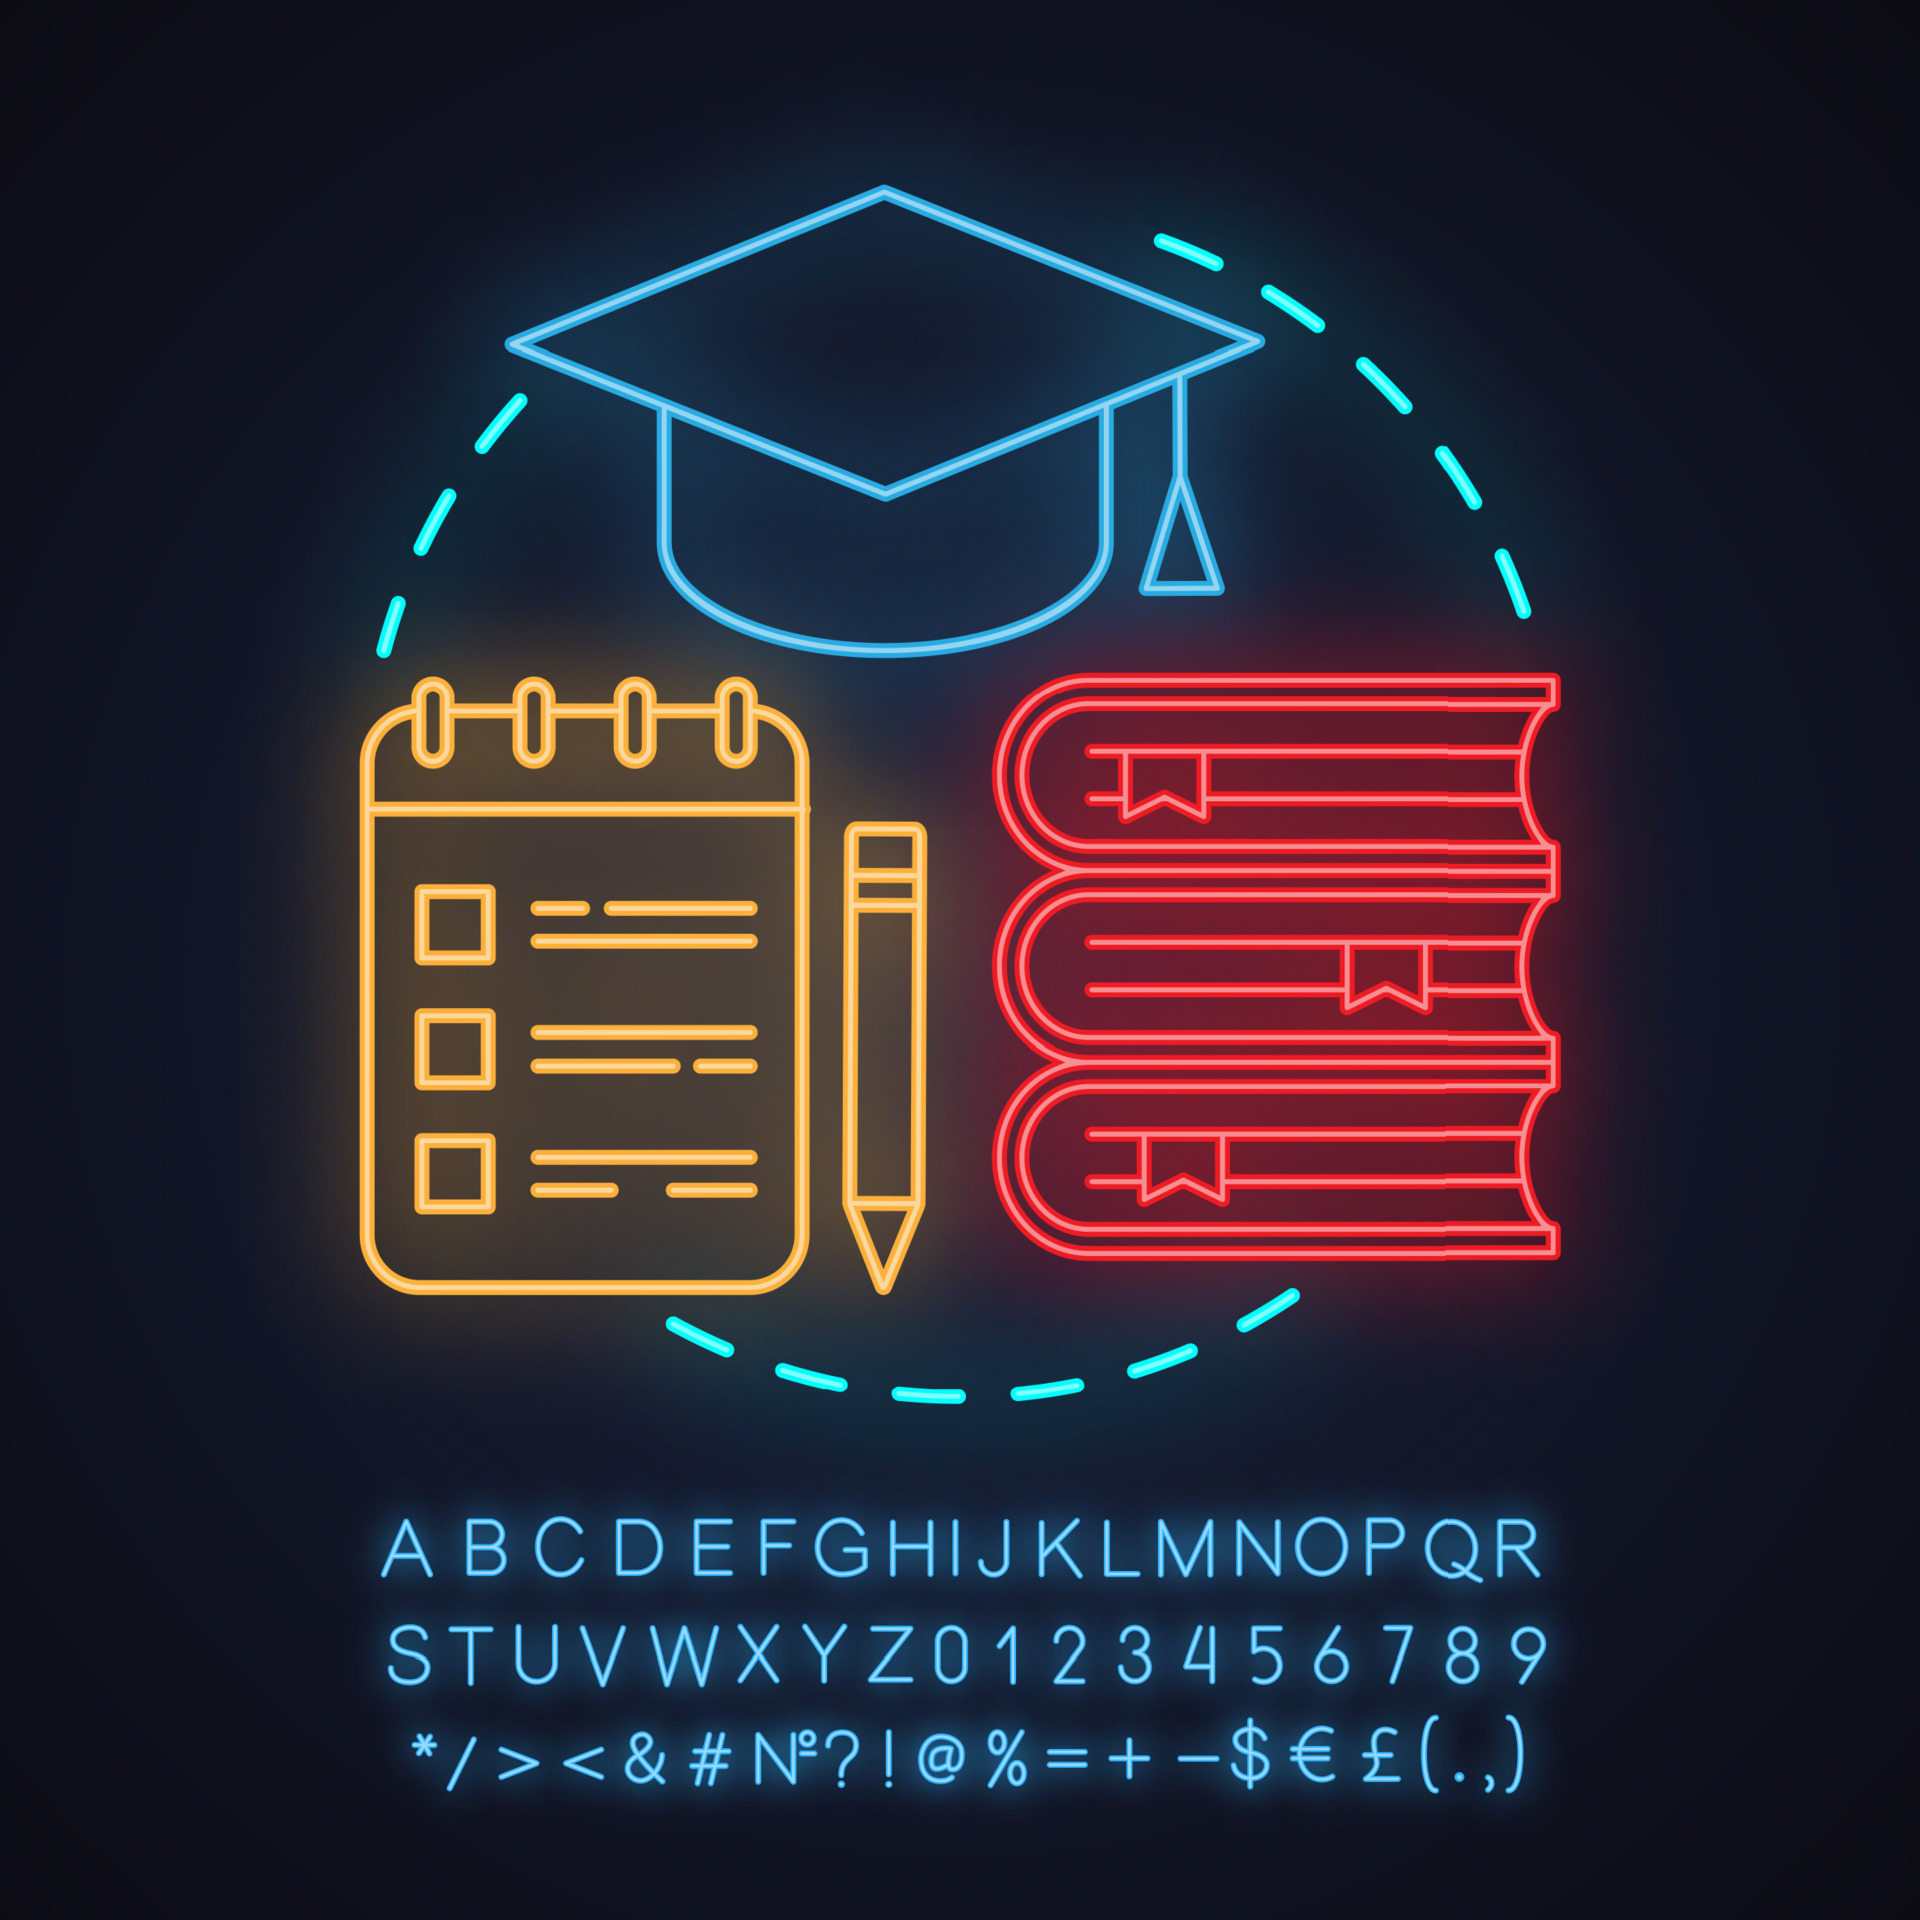 A B C D E F G H I J K L M N O P Q R
S T U V W X Y Z 0 1 2 3 4 5 6 7 8 9
* / > < & # № ? ! @ % = + - $ € £ ( . , )